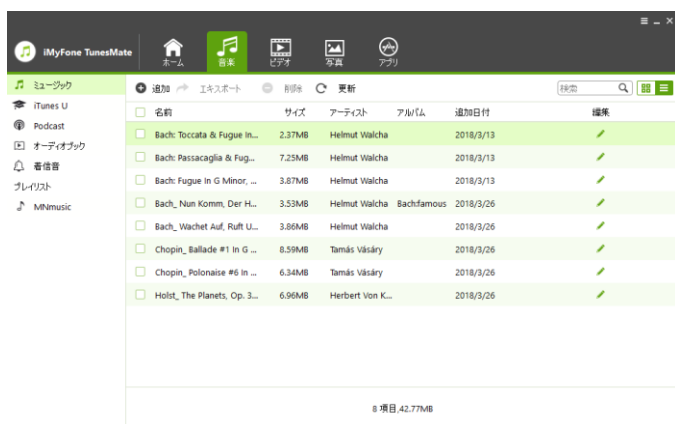 iMyFone TunesMate
ホーム
音楽
ビデオ
写真
アプリ
ミュージック
iTunes U
Podcast
オーディオブック
着信音
プレイリスト
MNmusic
追加 エキスポート 削除 更新 検索
名前 サイズ アーティスト アルバム 追加日付 編集
Bach: Toccata & Fugue In... 2.37MB Helmut Walcha 2018/3/13
Bach: Passacaglia & Fug... 7.25MB Helmut Walcha 2018/3/13
Bach: Fugue In G Minor, ... 3.87MB Helmut Walcha 2018/3/13
Bach_ Nun Komm, Der H... 3.53MB Helmut Walcha Bachfamous 2018/3/26
Bach_ Wachet Auf, Ruft U... 3.86MB Helmut Walcha 2018/3/26
Chopin_ Ballade #1 In G ... 8.59MB Tamás Vásáry 2018/3/26
Chopin_ Polonaise #6 In ... 6.34MB Tamás Vásáry 2018/3/26
Holst_ The Planets, Op. 3... 6.96MB Herbert Von K... 2018/3/26
8 項目,42.77MB